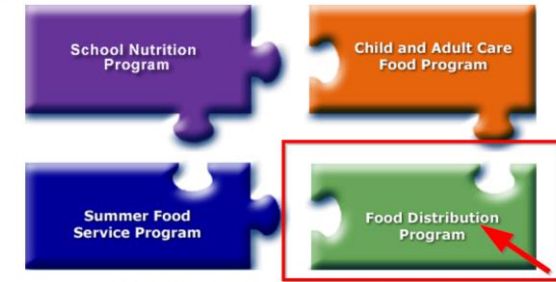 School Nutrition
Program
Child and Adult Care
Food Program
Summer Food
Service Program
Food Distribution
Program